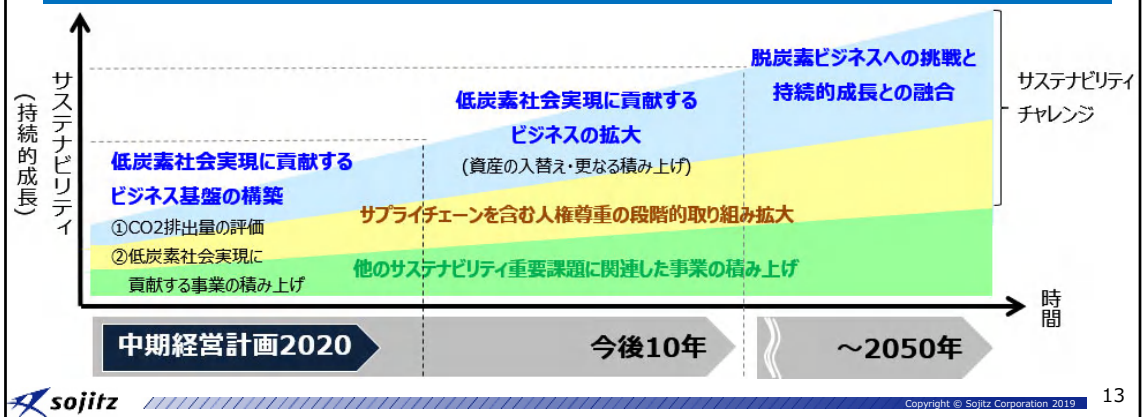 サステナビリティ
(持続的成長)
脱炭素ビジネスへの挑戦と
持続的成長との融合
サステナビリティ
チャレンジ
低炭素社会実現に貢献する
ビジネスの拡大
(資産の入替え・更なる積み上げ)
低炭素社会実現に貢献する
ビジネス基盤の構築
①CO2排出量の評価
②低炭素社会実現に
貢献する事業の積み上げ
サプライチェーンを含む人権尊重の段階的取り組み拡大
他のサステナビリティ重要課題に関連した事業の積み上げ
時間
中期経営計画2020
今後10年
～2050年
sojitz
Copyright © Sojitz Corporation 2019
13